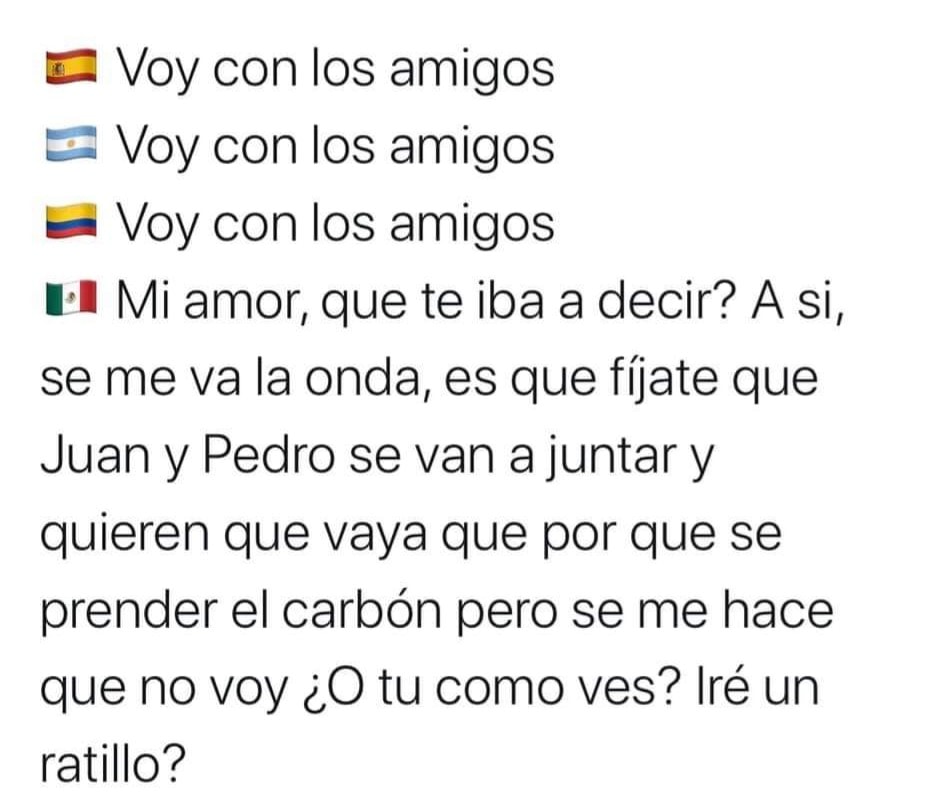 🇪🇸 Voy con los amigos
🇦🇷 Voy con los amigos
🇨🇴 Voy con los amigos
🇲🇽 Mi amor, que te iba a decir? A si,
se me va la onda, es que fíjate que
Juan y Pedro se van a juntar y
quieren que vaya que por que se
prender el carbón pero se me hace
que no voy ¿O tu como ves? Iré un
ratillo?